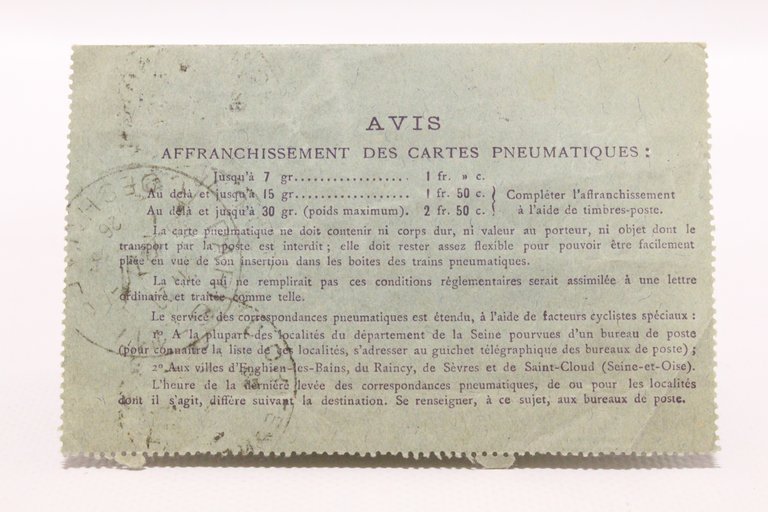 AVIS
AFFRANCHISSEMENT DES CARTES PNEUMATIQUES :
Jusqu'à 7 gr.................. 1 fr. » c.
Au delà et jusqu'à 15 gr.................. 1 fr. 50 c. } Compléter l'affranchissement
Au delà et jusqu'à 30 gr. (poids maximum). 2 fr. 50 c. } à l'aide de timbres-poste.
La carte pneumatique ne doit contenir ni corps dur, ni valeur au porteur, ni objet dont le
transport par la poste est interdit ; elle doit rester assez flexible pour pouvoir être facilement
pliée en vue de son insertion dans les boites des trains pneumatiques.
La carte qui ne remplirait pas ces conditions réglementaires serait assimilée à une lettre
ordinaire et traitée comme telle.
Le service des correspondances pneumatiques est étendu, à l'aide de facteurs cyclistes spéciaux :
1º A la plupart des localités du département de la Seine pourvues d'un bureau de poste
(pour connaître la liste de ces localités, s'adresser au guichet télégraphique des bureaux de poste) ;
2º Aux villes d'Enghien-les-Bains, du Raincy, de Sèvres et de Saint-Cloud (Seine-et-Oise).
L'heure de la dernière levée des correspondances pneumatiques, de ou pour les localités
dont il s'agit, diffère suivant la destination. Se renseigner, à ce sujet, aux bureaux de poste.